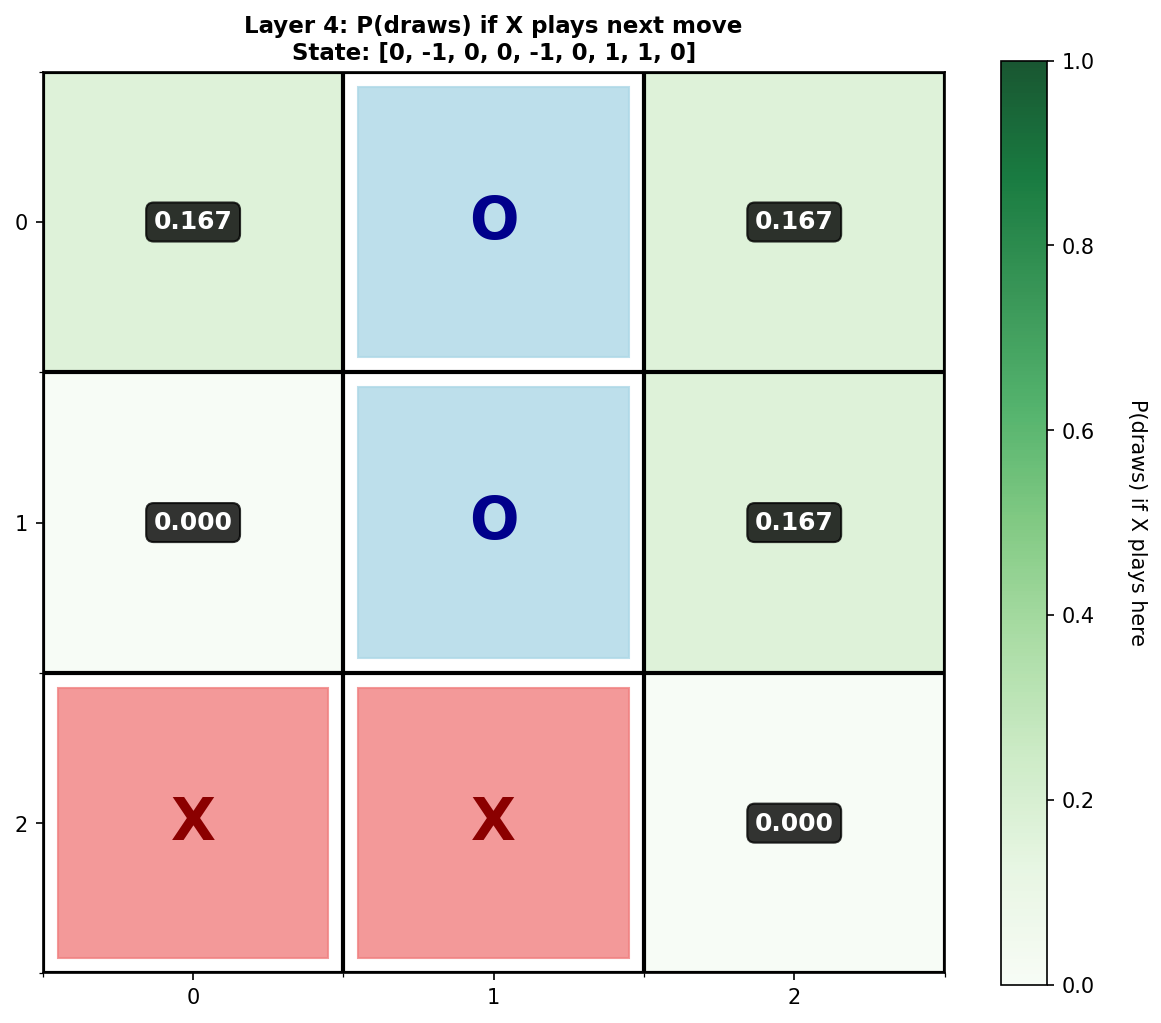 Layer 4: P(draws) if X plays next move
State: [0, -1, 0, 0, -1, 0, 1, 1, 0]
0
0.167
O
0.167
1
0.000
O
0.167
2
X
X
0.000
0
1
2
1.0
0.8
0.6
0.4
0.2
0.0
P(draws) if X plays here